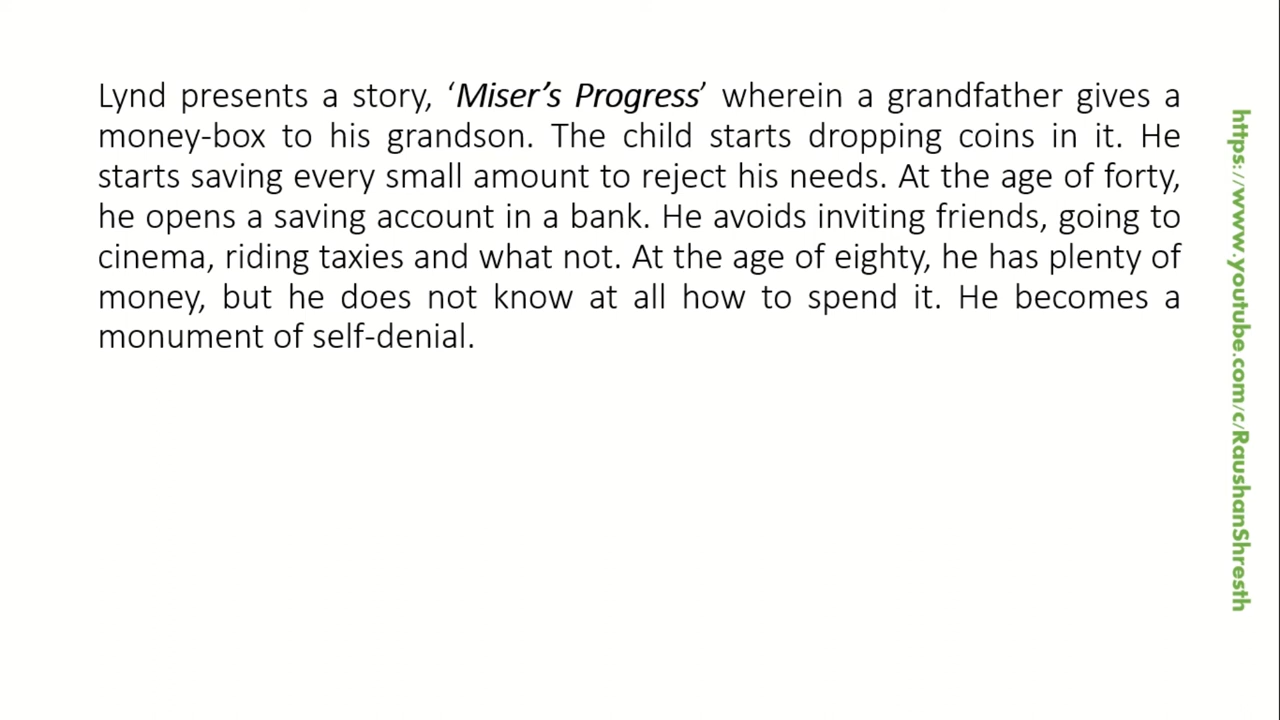 Lynd presents a story, ‘Miser’s Progress’ wherein a grandfather gives a
money-box to his grandson. The child starts dropping coins in it. He
starts saving every small amount to reject his needs. At the age of forty,
he opens a saving account in a bank. He avoids inviting friends, going to
cinema, riding taxies and what not. At the age of eighty, he has plenty of
money, but he does not know at all how to spend it. He becomes a
monument of self-denial.
https://www.youtube.com/c/RaushanShresth